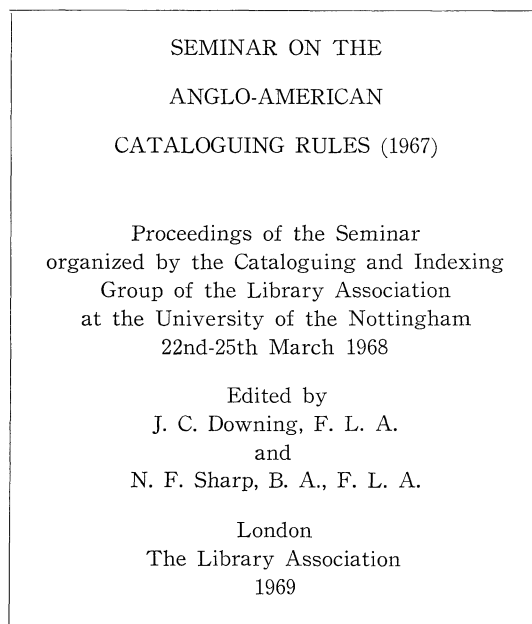 SEMINAR ON THE
ANGLO-AMERICAN
CATALOGUING RULES (1967)
Proceedings of the Seminar
organized by the Cataloguing and Indexing
Group of the Library Association
at the University of the Nottingham
22nd-25th March 1968
Edited by
J. C. Downing, F. L. A.
and
N. F. Sharp, B. A., F. L. A.
London
The Library Association
1969